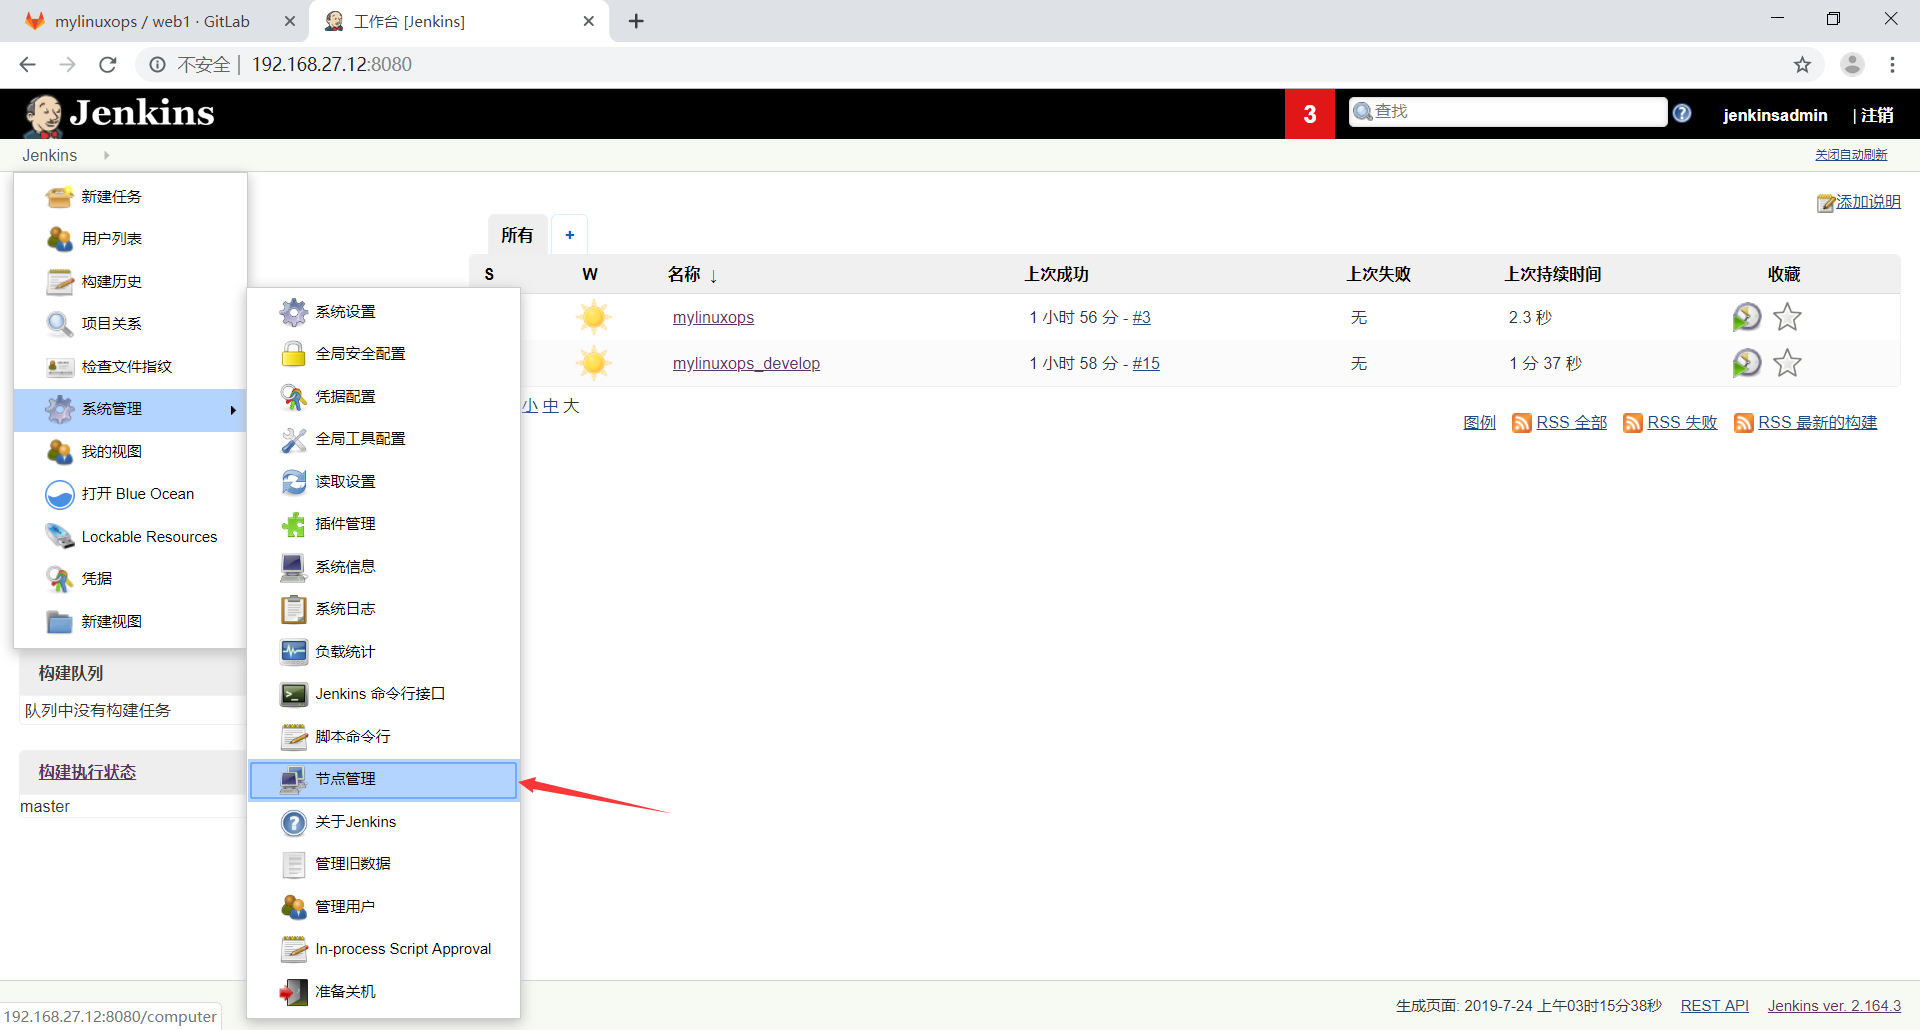 mylinuxops / web1 · GitLab
工作台 [Jenkins]
不安全 | 192.168.27.12:8080
Jenkins
3
查找
jenkinsadmin
| 注销
Jenkins
关闭自动刷新
新建任务
用户列表
构建历史
项目关系
检查文件指纹
系统管理
我的视图
打开 Blue Ocean
Lockable Resources
凭据
新建视图
系统设置
全局安全配置
凭据配置
全局工具配置
读取设置
插件管理
系统信息
系统日志
负载统计
Jenkins 命令行接口
脚本命令行
节点管理
关于Jenkins
管理旧数据
管理用户
In-process Script Approval
准备关机
添加说明
所有 +
S W 名称 ↓ 上次成功 上次失败 上次持续时间 收藏
mylinuxops 1 小时 56 分 - #3 无 2.3 秒
mylinuxops_develop 1 小时 58 分 - #15 无 1 分 37 秒
小 中 大
图例 RSS 全部 RSS 失败 RSS 最新的构建
构建队列
队列中没有构建任务
构建执行状态
master
生成页面: 2019-7-24 上午03时15分38秒 REST API Jenkins ver. 2.164.3
192.168.27.12:8080/computer